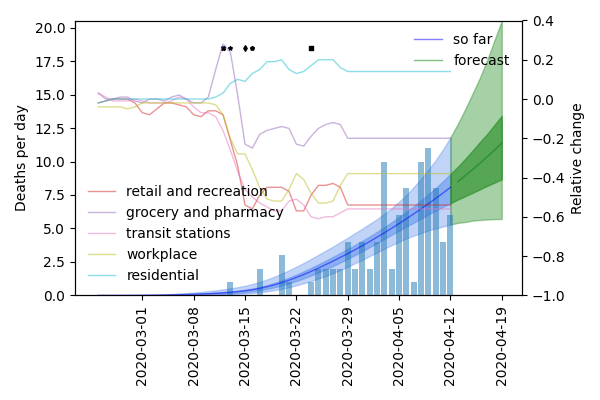 20.0
17.5
15.0
12.5
10.0
7.5
5.0
2.5
0.0
Deaths per day
so far
forecast
retail and recreation
grocery and pharmacy
transit stations
workplace
residential
0.4
0.2
0.0
−0.2
−0.4
−0.6
−0.8
−1.0
Relative change
2020-03-01
2020-03-08
2020-03-15
2020-03-22
2020-03-29
2020-04-05
2020-04-12
2020-04-19